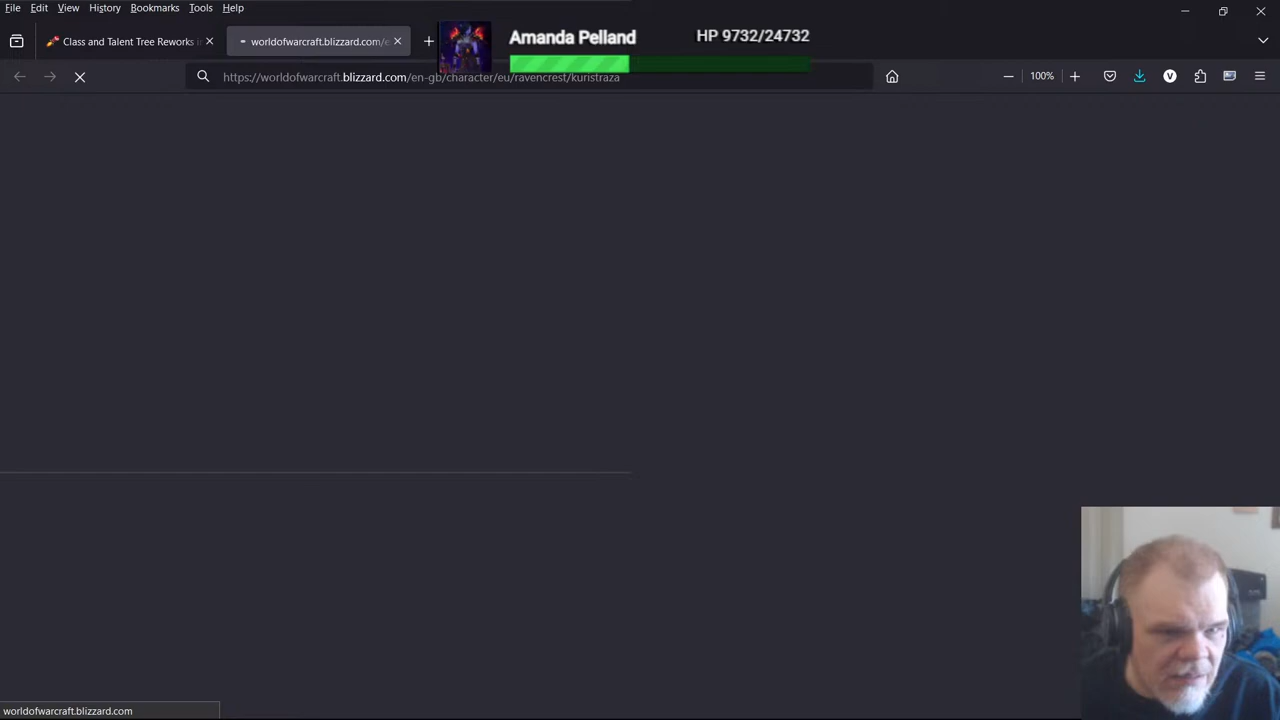 File Edit View History Bookmarks Tools Help
Class and Talent Tree Reworks i
worldofwarcraft.blizzard.com/e
Amanda Pelland HP 9732/24732
https://worldofwarcraft.blizzard.com/en-gb/character/eu/ravencrest/kuristraza
100%
V
worldofwarcraft.blizzard.com